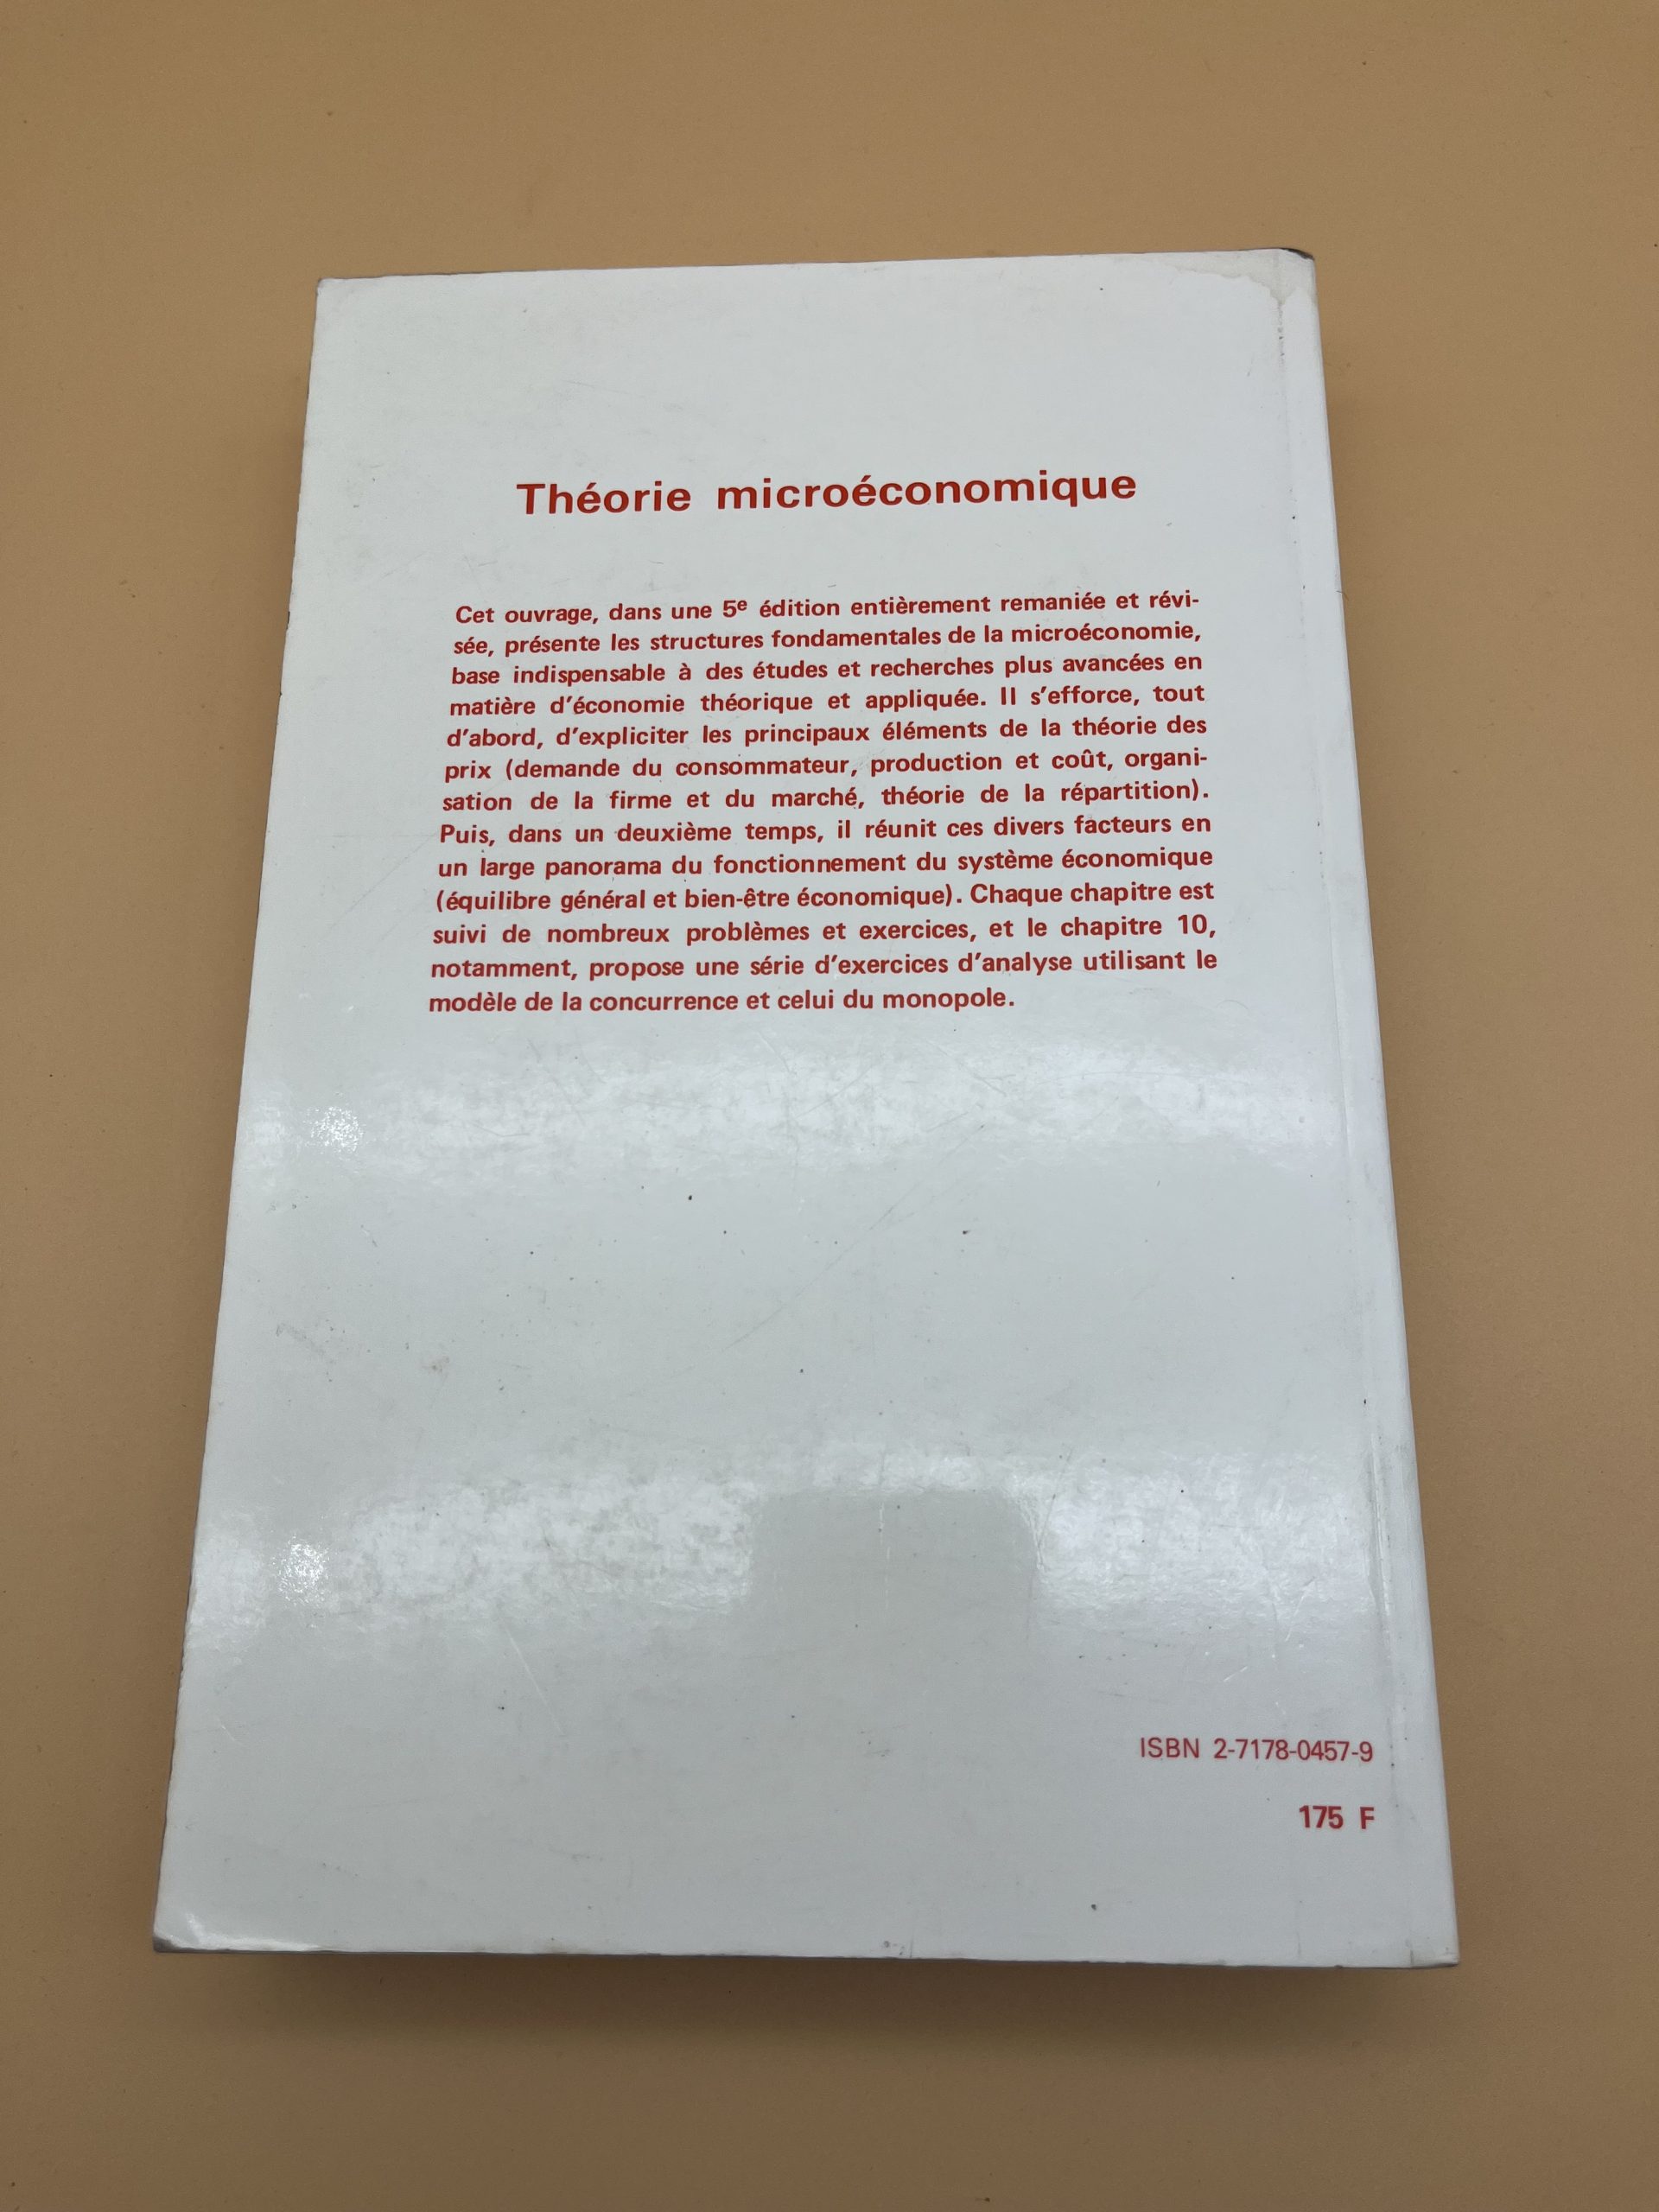 Théorie microéconomique
Cet ouvrage, dans une 5e édition entièrement remaniée et révi-
sée, présente les structures fondamentales de la microéconomie,
base indispensable à des études et recherches plus avancées en
matière d'économie théorique et appliquée. Il s'efforce, tout
d'abord, d'expliciter les principaux éléments de la théorie des
prix (demande du consommateur, production et coût, organi-
sation de la firme et du marché, théorie de la répartition).
Puis, dans un deuxième temps, il réunit ces divers facteurs en
un large panorama du fonctionnement du système économique
(équilibre général et bien-être économique). Chaque chapitre est
suivi de nombreux problèmes et exercices, et le chapitre 10,
notamment, propose une série d'exercices d'analyse utilisant le
modèle de la concurrence et celui du monopole.
ISBN 2-7178-0457-9
175 F